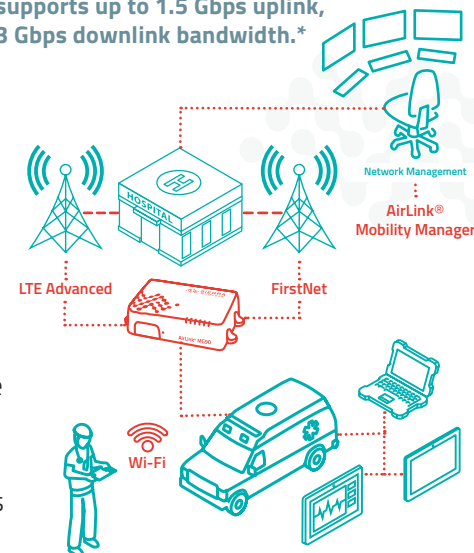 supports up to 1.5 Gbps uplink,
3 Gbps downlink bandwidth.*
H
HOSPITAL
Network Management
AirLink®
Mobility Manager
LTE Advanced
FirstNet
SIERRA
AirLink® MG90
Wi-Fi
e
s